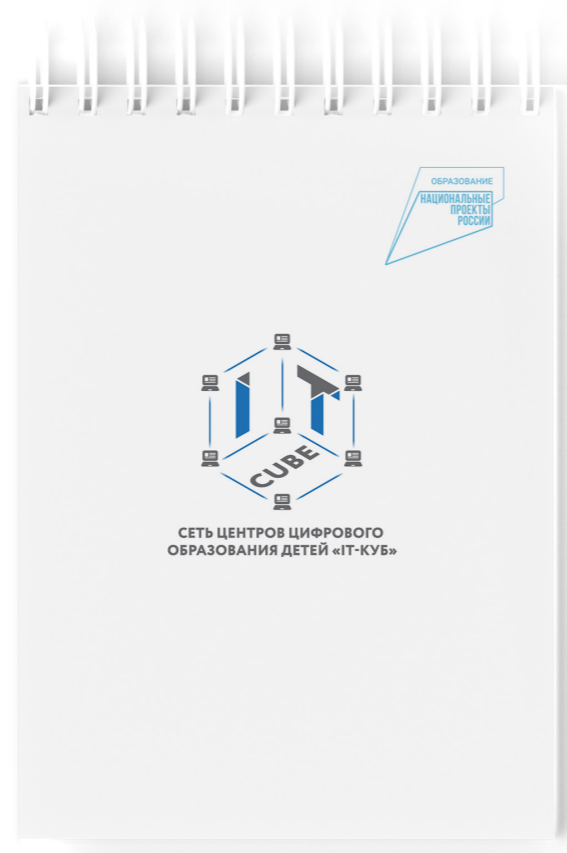 ОБРАЗОВАНИЕ
НАЦИОНАЛЬНЫЕ
ПРОЕКТЫ
РОССИИ
IT
CUBE
СЕТЬ ЦЕНТРОВ ЦИФРОВОГО
ОБРАЗОВАНИЯ ДЕТЕЙ «IT-КУБ»